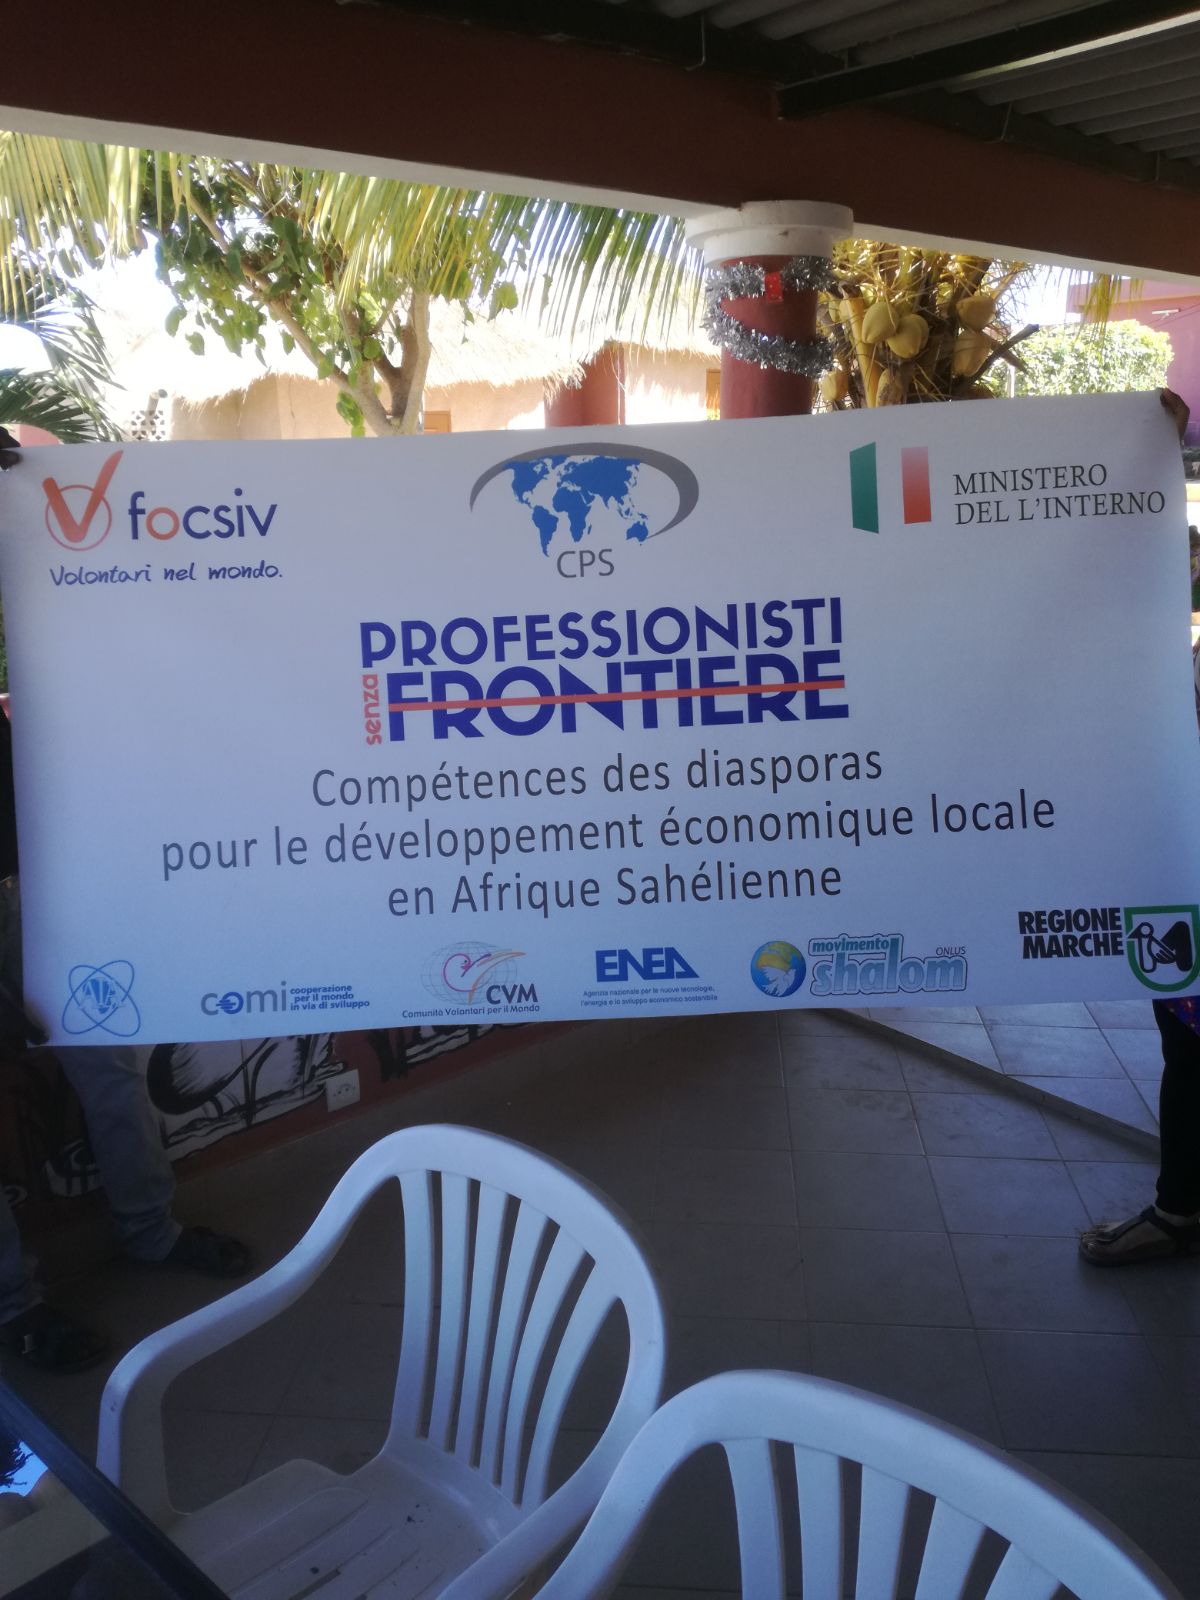 focsiv
Volontari nel mondo.
CPS
MINISTERO
DEL L'INTERNO
PROFESSIONISTI
senza
FRONTIERE
Compétences des diasporas
pour le développement économique locale
en Afrique Sahélienne
comi cooperazione
per il mondo
in via di sviluppo
CVM
Comunità Volontari per il Mondo
ENEA
Agenzia nazionale per le nuove tecnologie,
l'energia e lo sviluppo economico sostenibile
movimento
shalom
ONLUS
REGIONE
MARCHE